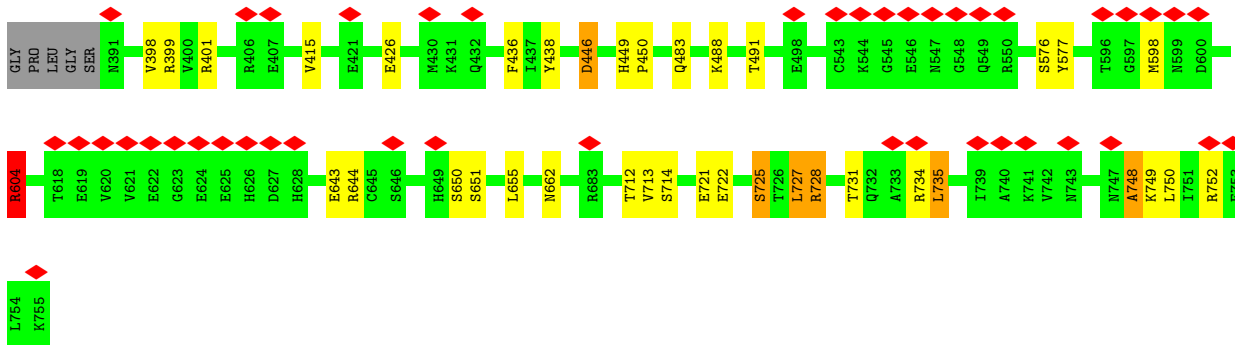 GLY PRO LEU GLY SER N391 V398 R399 V400 R401 R406 E407 V415 E421 E426 M430 K431 Q432 F436 I437 Y438 D446 H449 P450 Q483 K488 T491 E498 C543 K544 G545 E546 N547 G548 Q549 R550 S576 Y577 T596 G597 M598 N599 D600
R604 T618 E619 V620 V621 E622 G623 E624 E625 H626 D627 H628 E643 R644 C645 S646 H649 S650 S651 L655 N662 R683 T712 V713 S714 E721 E722 S725 T726 L727 R728 T731 Q732 A733 R734 L735 I739 A740 K741 V742 N743 N747 A748 K749 L750 I751 R752
L754 K755